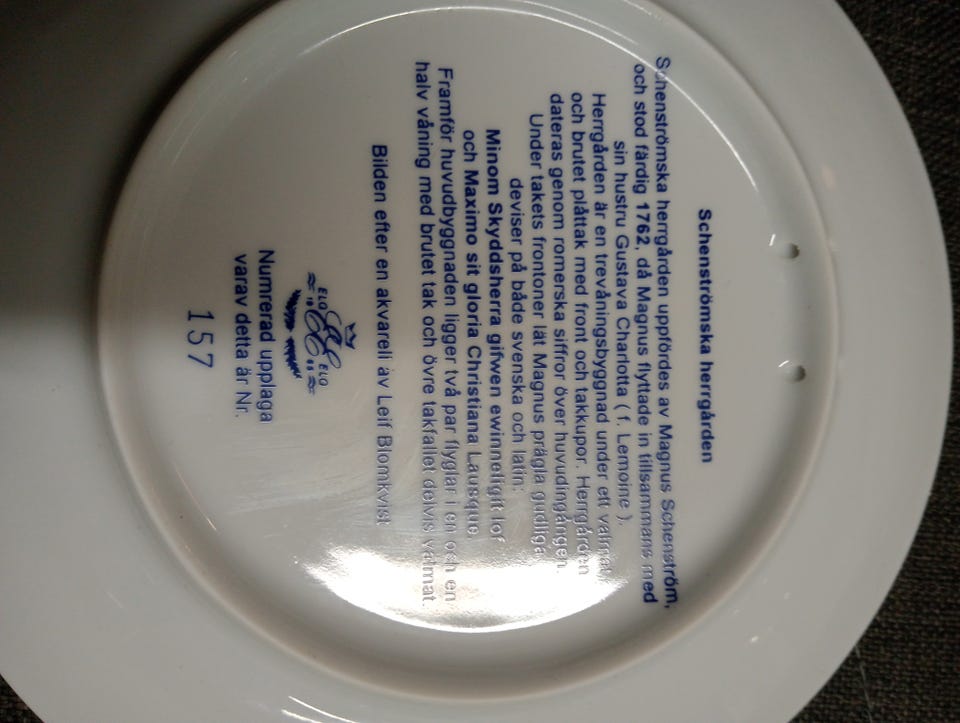 Schenströmska herrgården
Schenströmska herrgården uppfördes av Magnus Schenström,
och stod färdig 1762, då Magnus flyttade in tillsammans med
sin hustru Gustava Charlotta ( f. Lemoine ).
Herrgården är en trevåningsbyggnad under ett valmat
och brutet plåttak med front och takkupor. Herrgården
dateras genom romerska siffror över huvudingången.
Under takets frontoner lät Magnus prägla gudliga
deviser på både svenska och latin:
Minom Skyddsherra gifwen ewinneligit lof
och Maximo sit gloria Christiana Lausque.
Framför huvudbyggnaden ligger två par flyglar i en och en
halv våning med brutet tak och övre takfallet delvis valmat.
Bilden efter en akvarell av Leif Blomkvist
ELG ELG
19 88
Numrerad upplaga
varav detta är Nr.
157